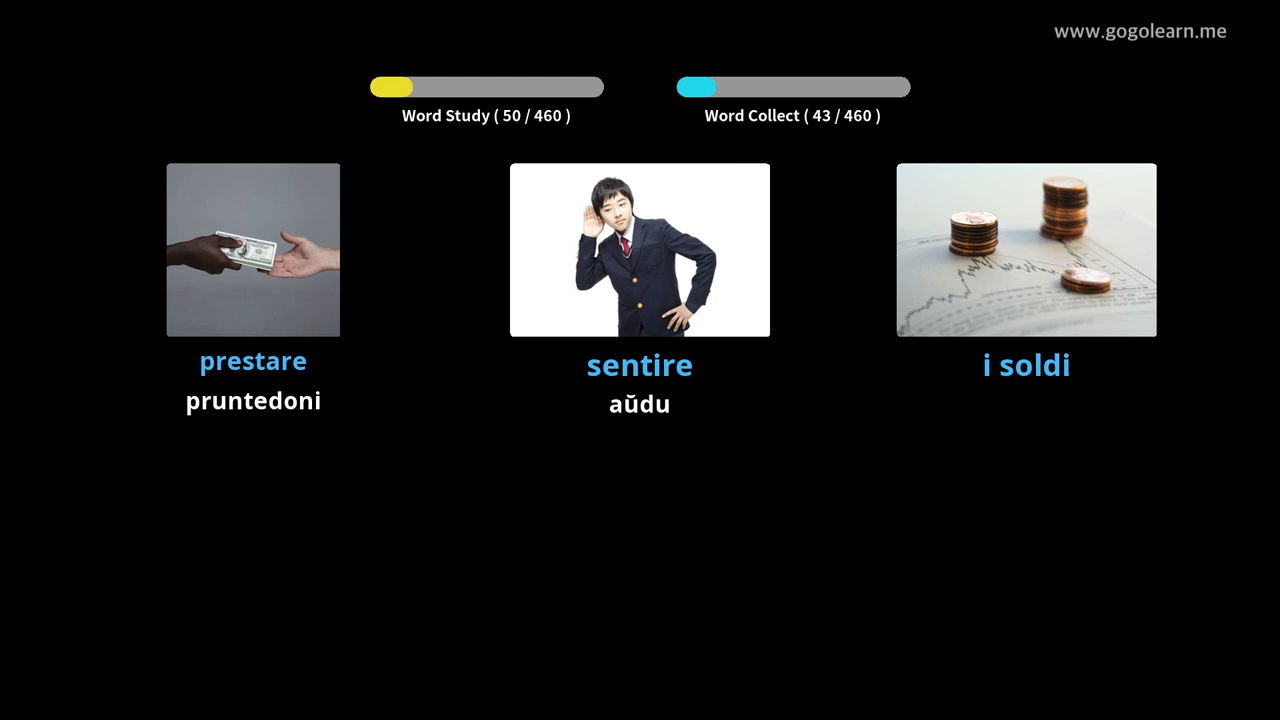 www.gogolearn.me
Word Study ( 50 / 460 )
Word Collect ( 43 / 460 )
prestare
pruntedoni
sentire
aŭdu
i soldi